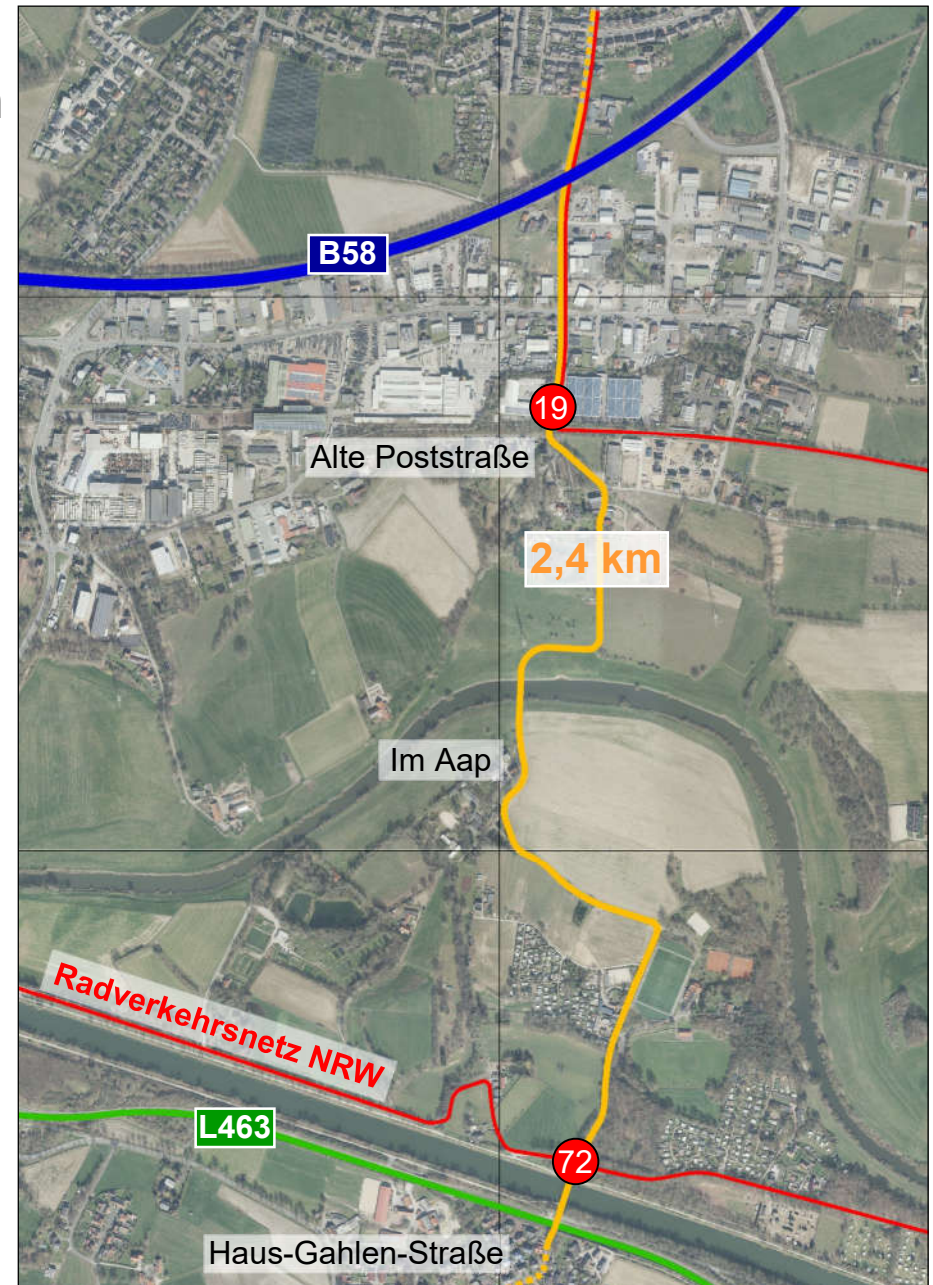 B58
19
Alte Poststraße
2,4 km
Im Aap
Radverkehrsnetz NRW
L463
72
Haus-Gahlen-Straße